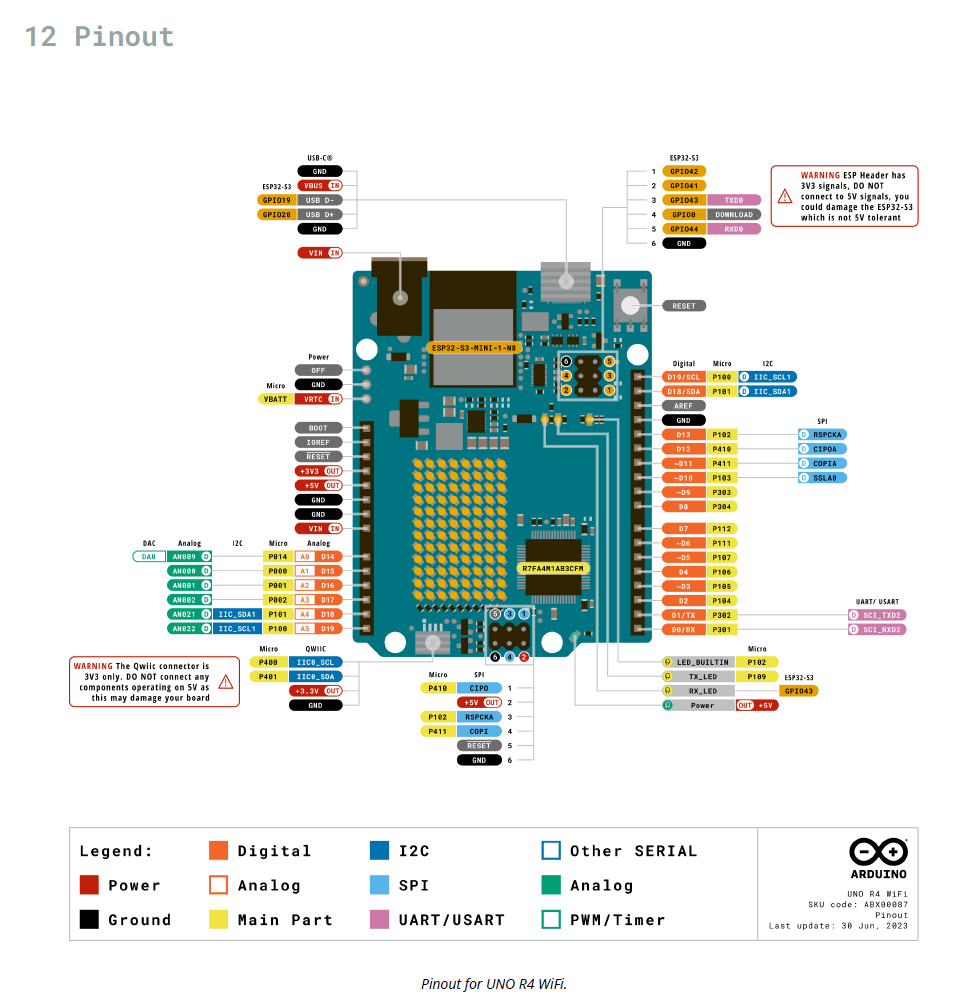 12 Pinout
USB-C®
GND
ESP32-S3
VBUS IN
GPIO19 USB D-
GPIO20 USB D+
GND
VIN IN
ESP32-S3
1 GPIO42
2 GPIO41
3 GPIO43 TXD0
4 GPIO0 DOWNLOAD
5 GPIO44 RXD0
6 GND
WARNING ESP Header has
3V3 signals, DO NOT
connect to 5V signals, you
could damage the ESP32-S3
which is not 5V tolerant
RESET
ESP32-S3-MINI-1-N8
6 5
4 3
2 1
Power
OFF
Micro
GND
VBATT VRTC IN
BOOT
IOREF
RESET
+3V3 OUT
+5V OUT
GND
GND
VIN IN
DAC Analog I2C Micro Analog
DA0 AN009 D P014 A0 D14
AN000 D P000 A1 D15
AN001 D P001 A2 D16
AN002 D P002 A3 D17
AN021 D IIC_SDA1 P101 A4 D18
AN022 D IIC_SCL1 P100 A5 D19
Digital Micro I2C
D19/SCL P100 D IIC_SCL1
D18/SDA P101 D IIC_SDA1
AREF
GND
SPI
D13 P102 D RSPCKA
D12 P410 D CIPOA
~D11 P411 D COPIA
~D10 P103 D SSLA0
~D9 P303
D8 P304
D7 P112
~D6 P111
~D5 P107
D4 P106
~D3 P105
D2 P104
UART/ USART
D1/TX P302 D SCI_TXD2
D0/RX P301 D SCI_RXD2
R7FA4M1AB3CFM
5 3 1
6 4 2
WARNING The Qwiic connector is
3V3 only. DO NOT connect any
components operating on 5V as
this may damage your board
Micro QWIIC
P400 IIC0_SCL
P401 IIC0_SDA
+3.3V OUT
GND
Micro SPI
P410 CIPO 1
+5V OUT 2
P102 RSPCKA 3
P411 COPI 4
RESET 5
GND 6
Micro
LED_BUILTIN P102
TX_LED P109
ESP32-S3
RX_LED GPIO43
Power OUT +5V
Legend:
Digital
I2C
Other SERIAL
Power
Analog
SPI
Analog
Ground
Main Part
UART/USART
PWM/Timer
ARDUINO
UNO R4 WiFi
SKU code: ABX00087
Pinout
Last update: 30 Jun, 2023
Pinout for UNO R4 WiFi.